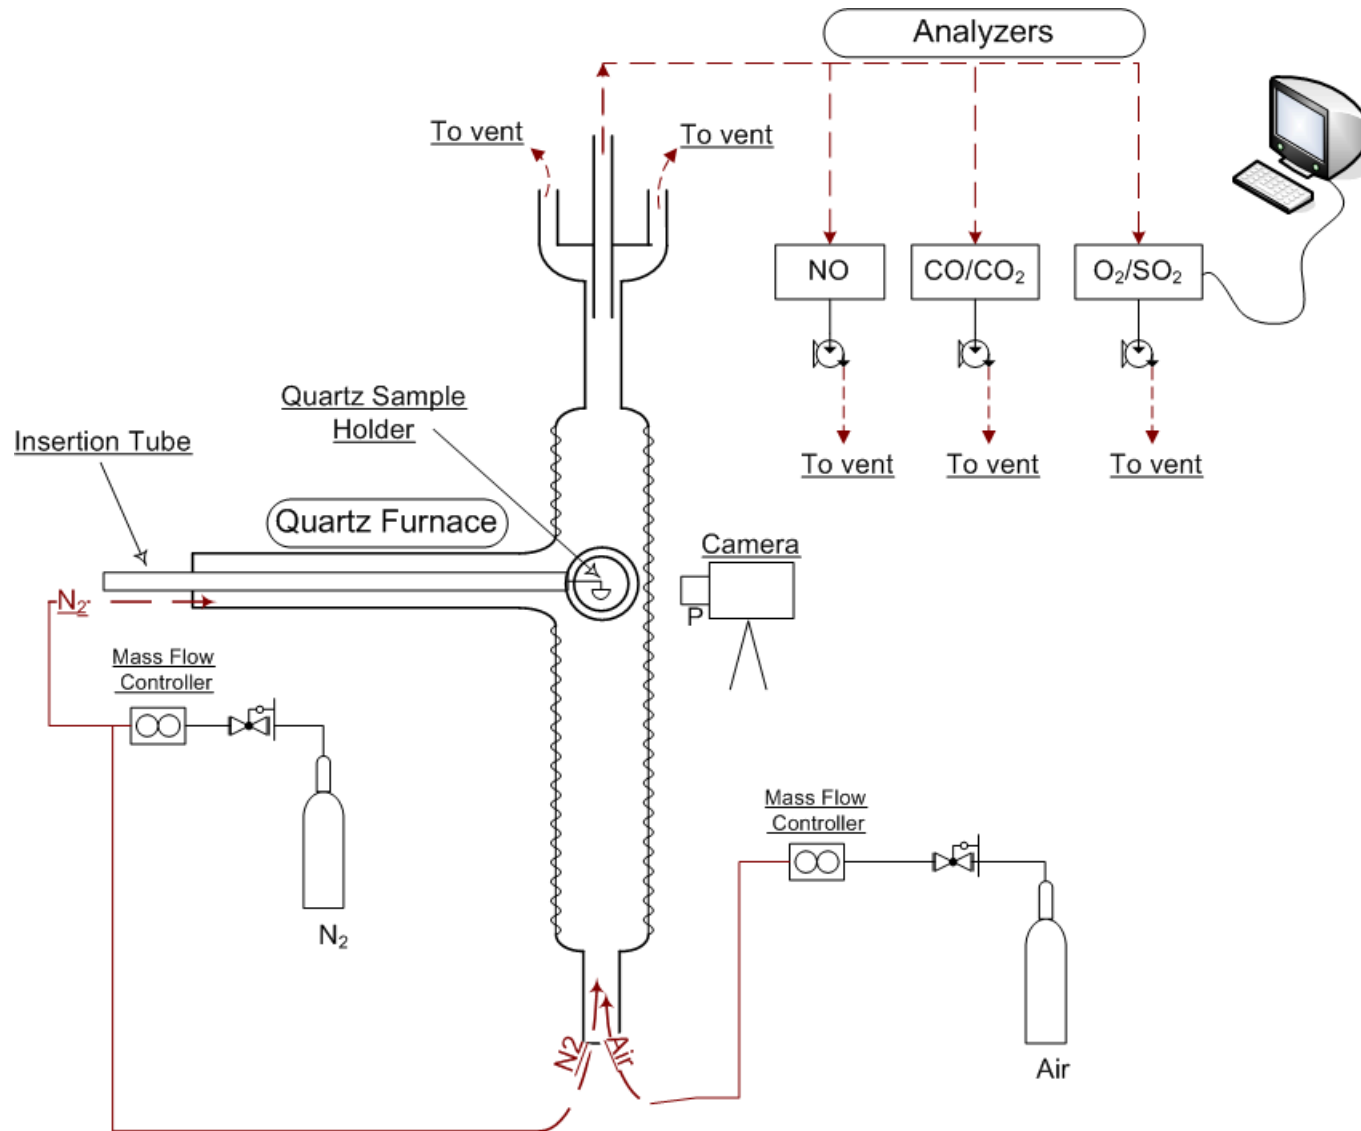 Analyzers
To vent
To vent
NO
CO/CO₂
O₂/SO₂
Quartz Sample
Holder
Insertion Tube
To vent
To vent
To vent
Quartz Furnace
Camera
P
N₂
Mass Flow
Controller
N₂
Mass Flow
Controller
N2
Air
Air